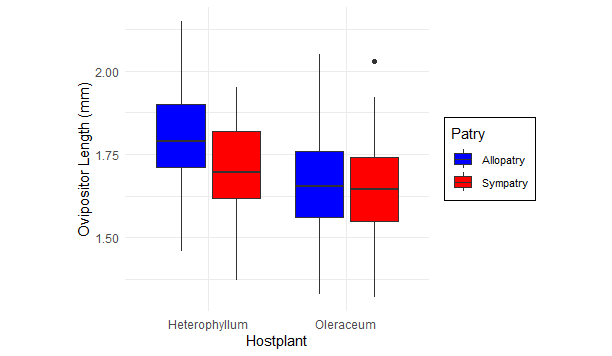 Ovipositor Length (mm)
2.00
1.75
1.50
Heterophyllum
Oleraceum
Hostplant
Patry
Allopatry
Sympatry